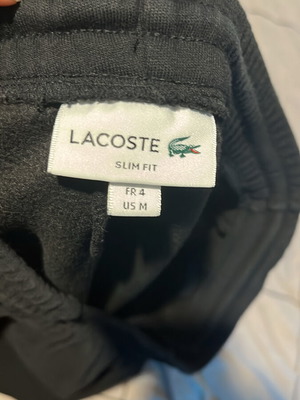 LACOSTE
SLIM FIT
FR 4
US M